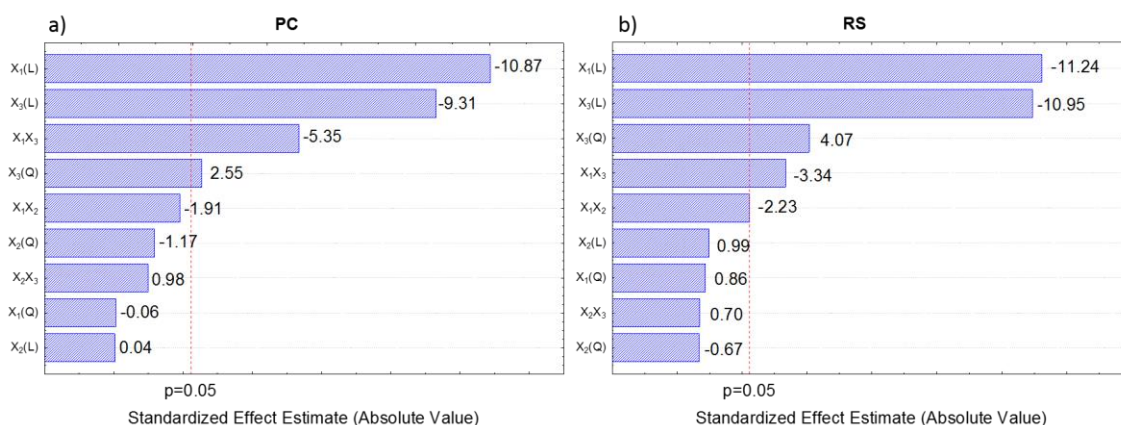 a) PC
X₁(L) -10.87
X₃(L) -9.31
X₁X₃ -5.35
X₃(Q) 2.55
X₁X₂ -1.91
X₂(Q) -1.17
X₂X₃ 0.98
X₁(Q) -0.06
X₂(L) 0.04
p=0.05
Standardized Effect Estimate (Absolute Value)
b) RS
X₁(L) -11.24
X₃(L) -10.95
X₃(Q) 4.07
X₁X₃ -3.34
X₁X₂ -2.23
X₂(L) 0.99
X₁(Q) 0.86
X₂X₃ 0.70
X₂(Q) -0.67
p=0.05
Standardized Effect Estimate (Absolute Value)